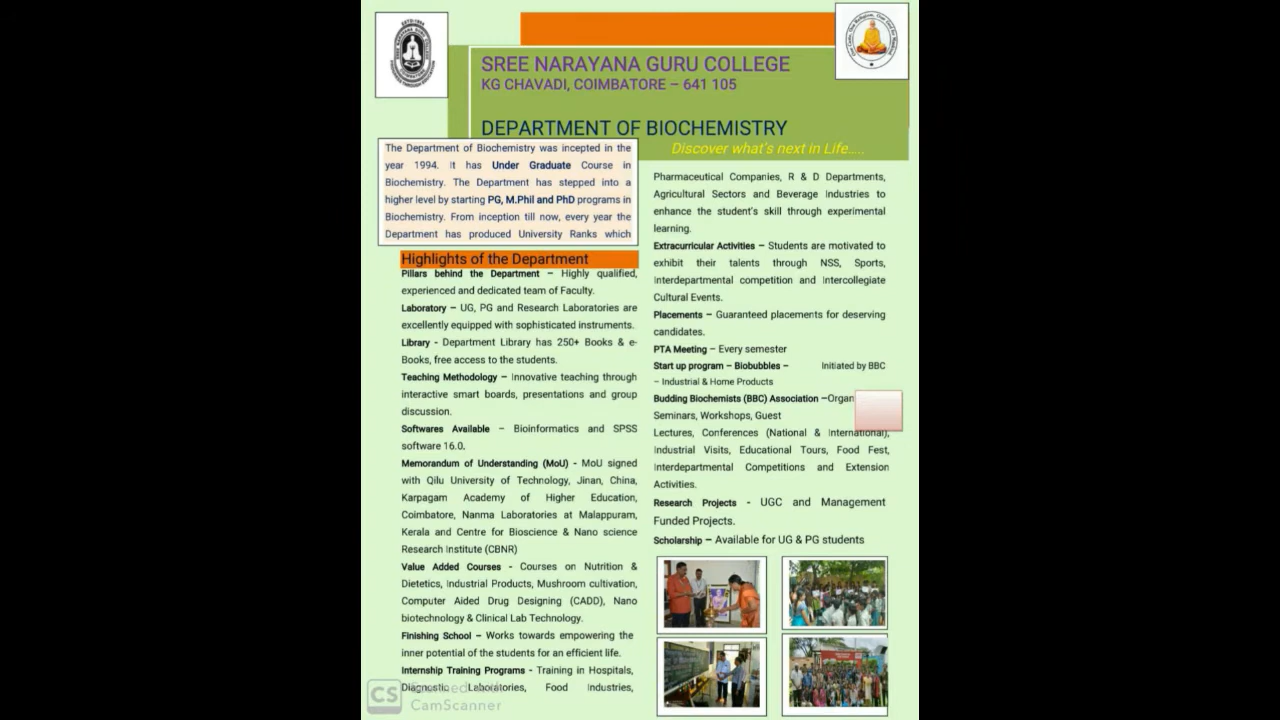 SREE NARAYANA GURU COLLEGE
KG CHAVADI, COIMBATORE – 641 105
DEPARTMENT OF BIOCHEMISTRY
Discover what's next in Life.....
The Department of Biochemistry was incepted in the
year 1994. It has Under Graduate Course in
Biochemistry. The Department has stepped into a
higher level by starting PG, M.Phil and PhD programs in
Biochemistry. From inception till now, every year the
Department has produced University Ranks which
Highlights of the Department
Pillars behind the Department – Highly qualified,
experienced and dedicated team of Faculty.
Laboratory – UG, PG and Research Laboratories are
excellently equipped with sophisticated instruments.
Library - Department Library has 250+ Books & e-
Books, free access to the students.
Teaching Methodology – Innovative teaching through
interactive smart boards, presentations and group
discussion.
Softwares Available – Bioinformatics and SPSS
software 16.0.
Memorandum of Understanding (MoU) - MoU signed
with Qilu University of Technology, Jinan, China,
Karpagam Academy of Higher Education,
Coimbatore, Nanma Laboratories at Malappuram,
Kerala and Centre for Bioscience & Nano science
Research Institute (CBNR)
Value Added Courses - Courses on Nutrition &
Dietetics, Industrial Products, Mushroom cultivation,
Computer Aided Drug Designing (CADD), Nano
biotechnology & Clinical Lab Technology.
Finishing School – Works towards empowering the
inner potential of the students for an efficient life.
Internship Training Programs - Training in Hospitals,
Diagnostic Laboratories, Food Industries,
Pharmaceutical Companies, R & D Departments,
Agricultural Sectors and Beverage Industries to
enhance the student's skill through experimental
learning.
Extracurricular Activities – Students are motivated to
exhibit their talents through NSS, Sports,
Interdepartmental competition and Intercollegiate
Cultural Events.
Placements – Guaranteed placements for deserving
candidates.
PTA Meeting – Every semester
Start up program – Biobubbles – Initiated by BBC
– Industrial & Home Products
Budding Biochemists (BBC) Association –Organ
Seminars, Workshops, Guest
Lectures, Conferences (National & International),
Industrial Visits, Educational Tours, Food Fest,
Interdepartmental Competitions and Extension
Activities.
Research Projects - UGC and Management
Funded Projects.
Scholarship – Available for UG & PG students
CS Scanned with
CamScanner